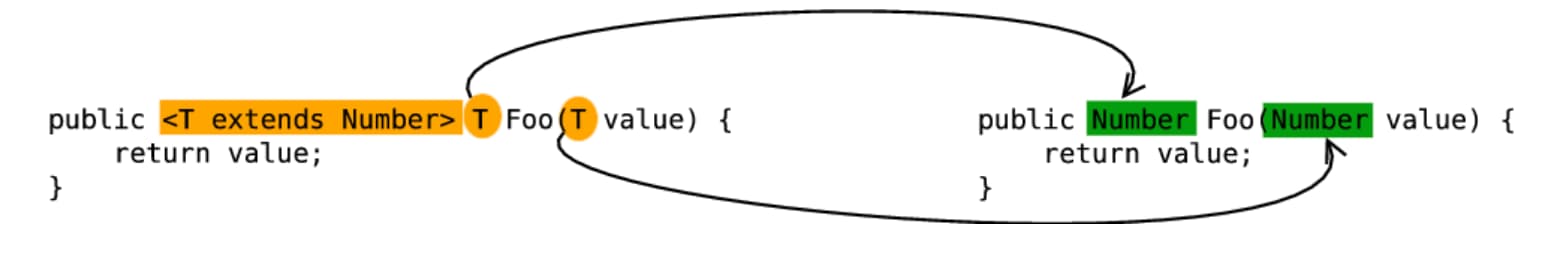 public <T extends Number> T Foo(T value) {
    return value;
}
public Number Foo(Number value) {
    return value;
}